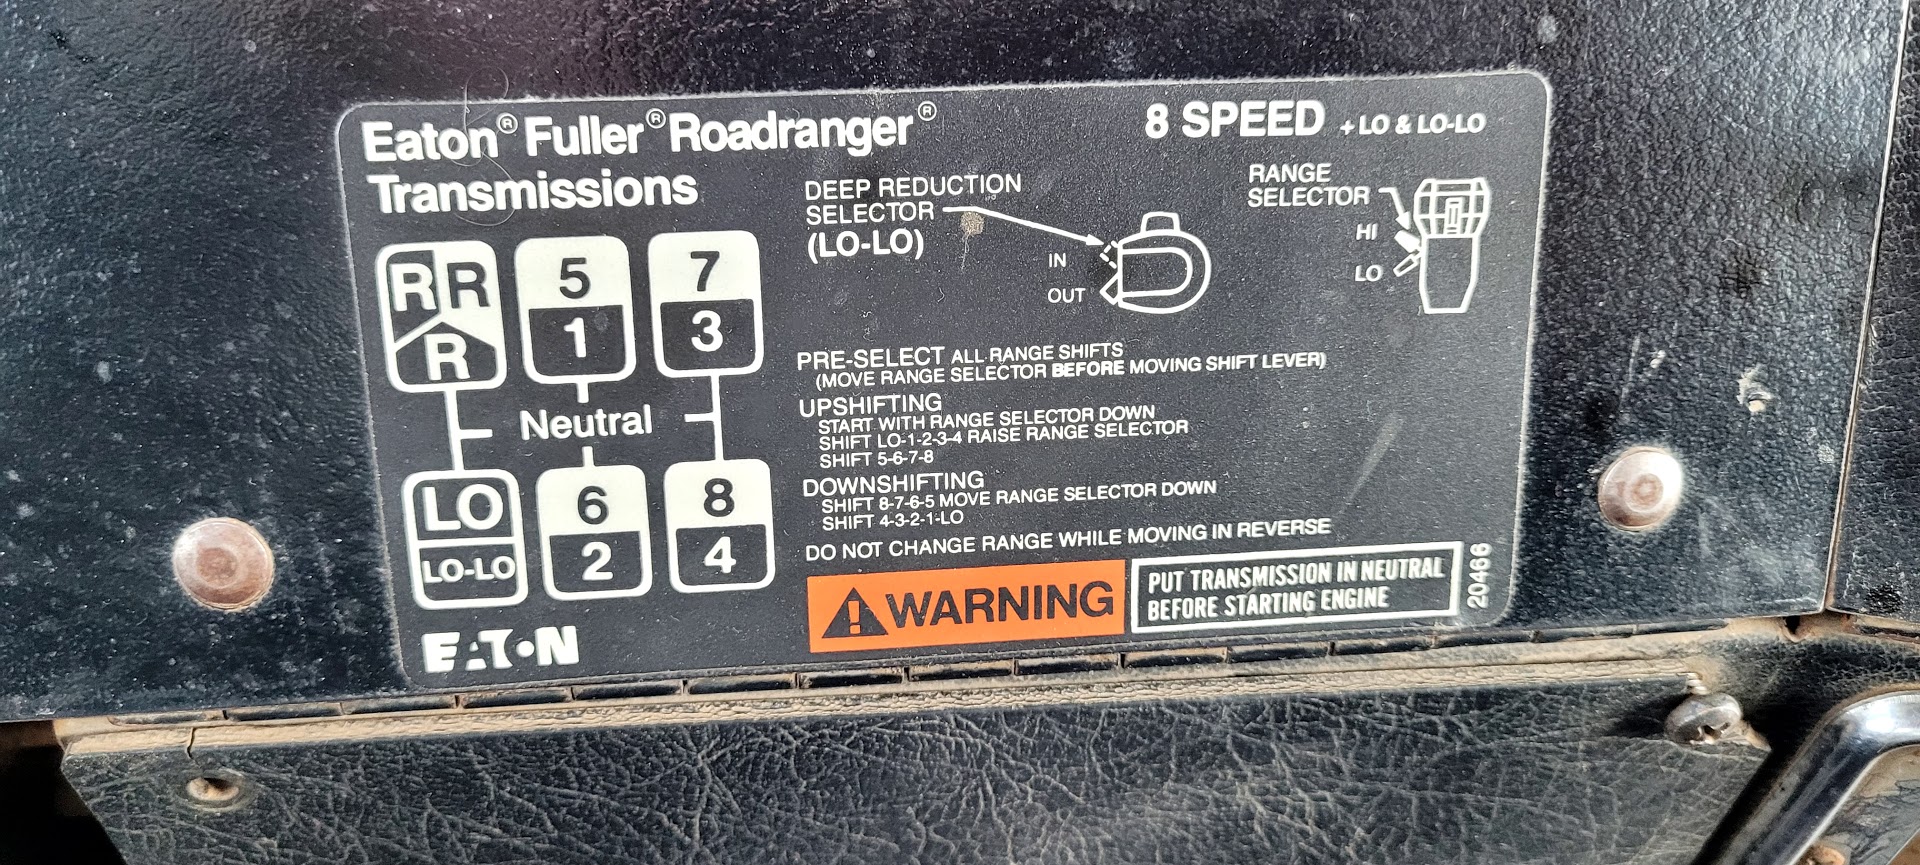 Eaton® Fuller® Roadranger®
Transmissions
8 SPEED + LO & LO-LO
DEEP REDUCTION
SELECTOR
(LO-LO)
IN
OUT
RANGE
SELECTOR
HI
LO
R R 5 7
R 1 3
Neutral
LO 6 8
LO-LO 2 4
PRE-SELECT ALL RANGE SHIFTS
(MOVE RANGE SELECTOR BEFORE MOVING SHIFT LEVER)
UPSHIFTING
START WITH RANGE SELECTOR DOWN
SHIFT LO-1-2-3-4 RAISE RANGE SELECTOR
SHIFT 5-6-7-8
DOWNSHIFTING
SHIFT 8-7-6-5 MOVE RANGE SELECTOR DOWN
SHIFT 4-3-2-1-LO
DO NOT CHANGE RANGE WHILE MOVING IN REVERSE
WARNING
PUT TRANSMISSION IN NEUTRAL
BEFORE STARTING ENGINE
20466
EATON